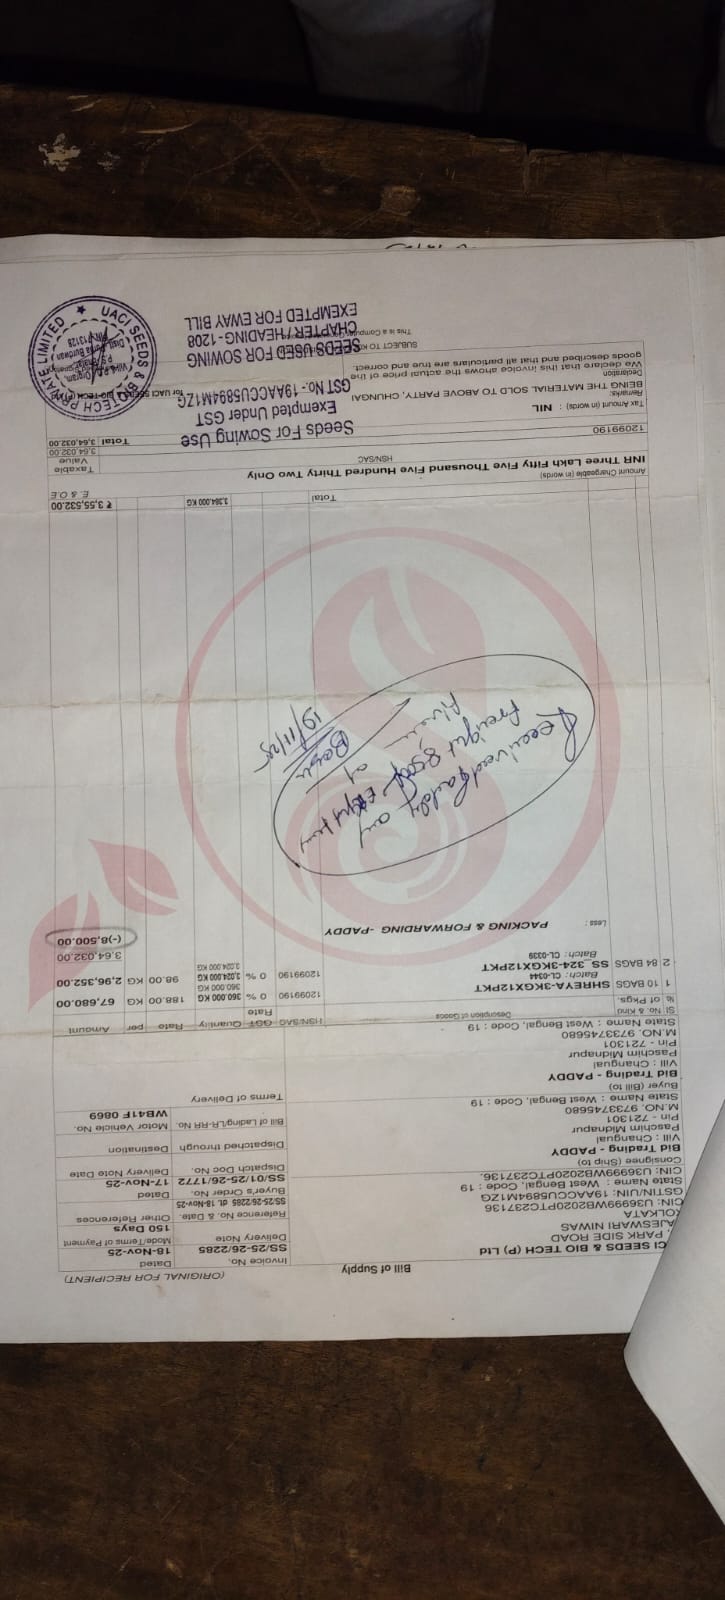 Bill of Supply
(ORIGINAL FOR RECIPIENT)
CI SEEDS & BIO TECH (P) Ltd
PARK SIDE ROAD
AJESWARI NIWAS
KOLKATA
CIN: U36999WB2020PTC237136
GSTIN/UIN: 19AACCU5894M1ZG
State Name : West Bengal, Code : 19
CIN: U36999WB2020PTC237136.
Consignee (Ship to)
Bid Trading - PADDY
Vill : Changual
Paschim Midnapur
Pin - 721301
M.NO. 9733745680
State Name : West Bengal, Code : 19
Buyer (Bill to)
Bid Trading - PADDY
Vill : Changual
Paschim Midnapur
Pin - 721301
M.NO. 9733745680
State Name : West Bengal, Code : 19
Invoice No. Dated
SS-25-26/2285 18-Nov-25
Delivery Note Mode/Terms of Payment
150 Days
Reference No. & Date. Other References
SS/25-26 2285 dt. 18-Nov-25
Buyer's Order No. Dated
SS/01/25-26/1772 17-Nov-25
Dispatch Doc No. Delivery Note Date
Dispatched through Destination
Bill of Lading/LR-RR No. Motor Vehicle No.
WB41F 0869
Terms of Delivery
Sl No. & Kind Description of Goods HSN/SAC GST Quantity Rate per Amount
№ of Pkgs. Rate
1 10 BAGS SHREYA-3KGX12PKT 12099190 0 % 360.000 KG 188.00 KG 67,680.00
Batch: CL-0344 360.000 KG
2 84 BAGS SS_324-3KGX12PKT 12099190 0 % 3,024.000 KG 98.00 KG 2,96,352.00
Batch: CL-0339 3,024.000 KG
3,64,032.00
Less : PACKING & FORWARDING -PADDY (-)8,500.00
Received Paddy
Freight 8500/-
19/11/25
Total 3,384.000 KG ₹ 3,55,532.00
Amount Chargeable (in words) E. & O.E
INR Three Lakh Fifty Five Thousand Five Hundred Thirty Two Only
HSN/SAC Taxable
Value
12099190 3,64,032.00
Total 3,64,032.00
Tax Amount (in words) : NIL
Remarks:
BEING THE MATERIAL SOLD TO ABOVE PARTY, CHUNGAI
Declaration
We declare that this invoice shows the actual price of the
goods described and that all particulars are true and correct.
for UACI SEEDS & BIO TECH (P) Ltd
Seeds For Sowing Use
Exempted Under GST
GST No:- 19AACCU5894M1ZG
SEEDS USED FOR SOWING
CHAPTER / HEADING - 1208
EXEMPTED FOR EWAY BILL
SUBJECT TO
This is a Computer
UACI SEEDS & BIOTECH PRIVATE LIMITED